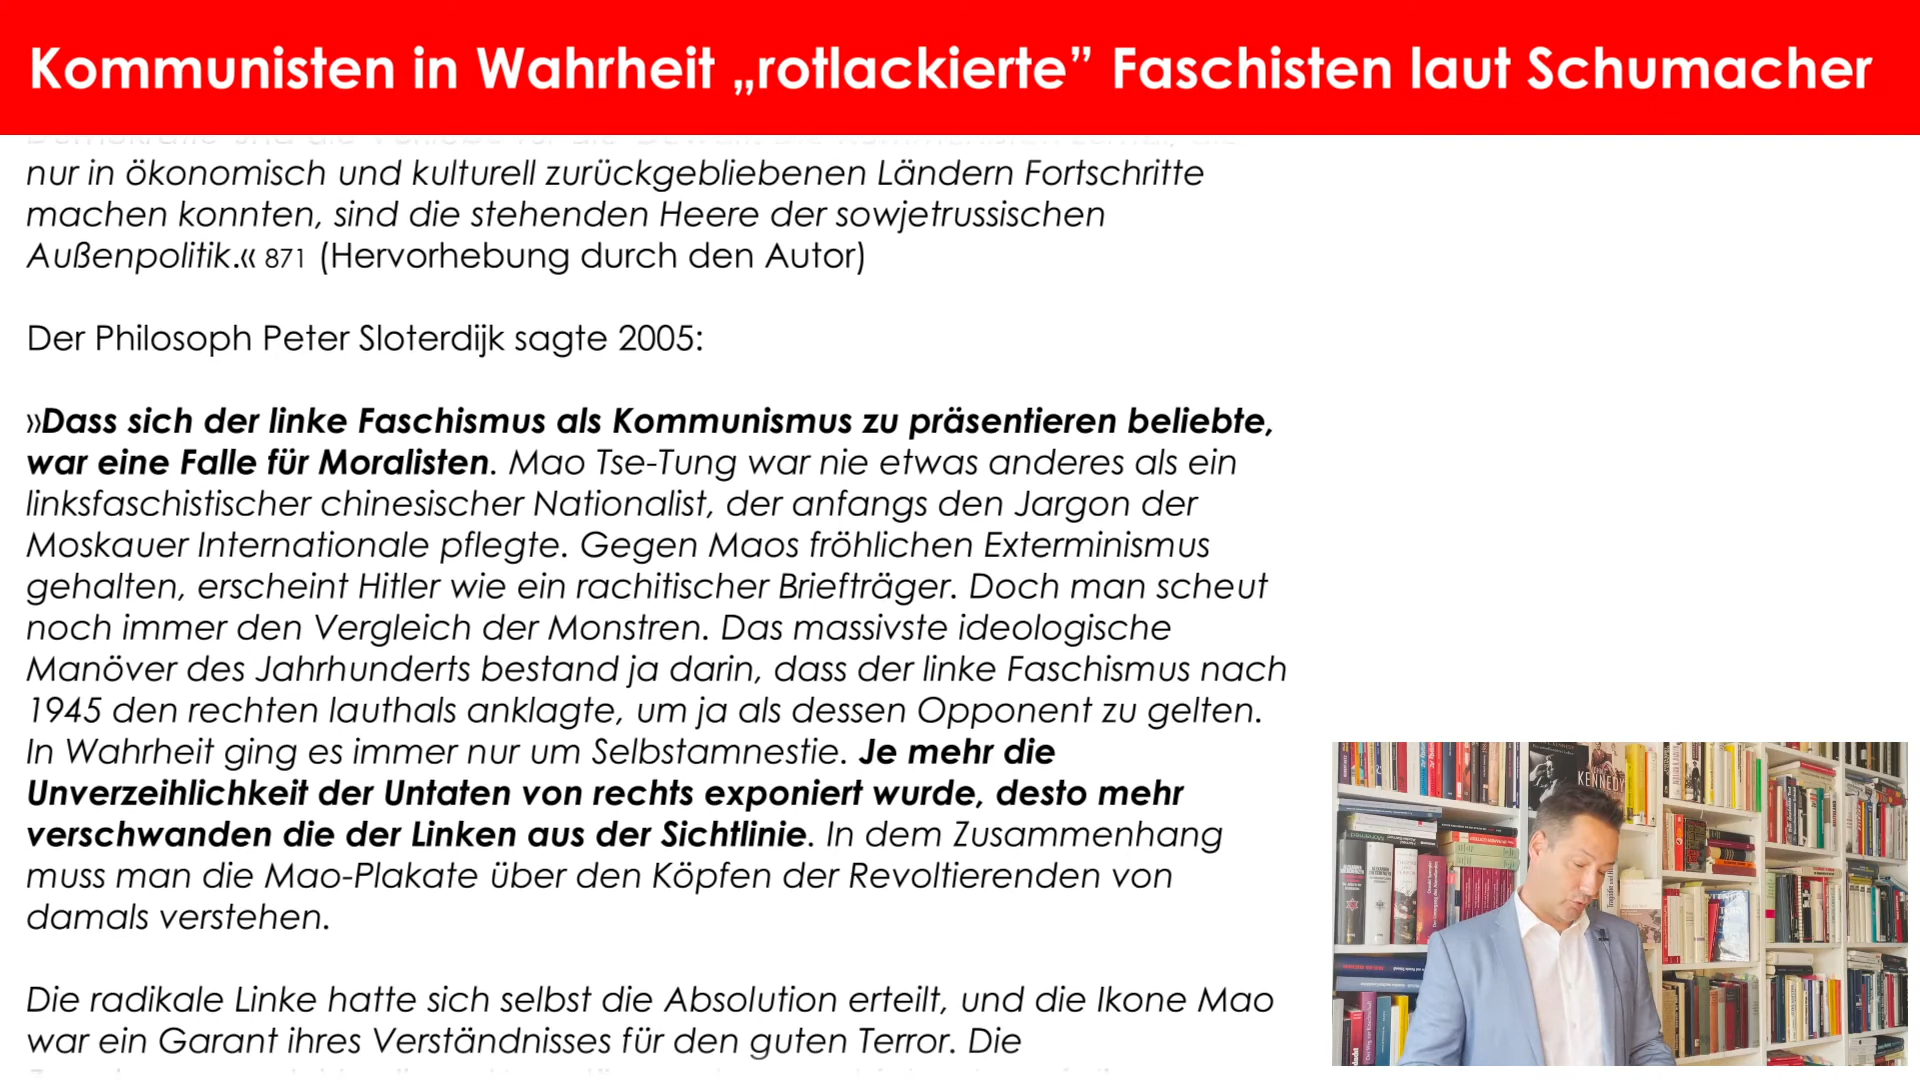 Kommunisten in Wahrheit „rotlackierte” Faschisten laut Schumacher
nur in ökonomisch und kulturell zurückgebliebenen Ländern Fortschritte
machen konnten, sind die stehenden Heere der sowjetrussischen
Außenpolitik.« 871 (Hervorhebung durch den Autor)
Der Philosoph Peter Sloterdijk sagte 2005:
»Dass sich der linke Faschismus als Kommunismus zu präsentieren beliebte,
war eine Falle für Moralisten. Mao Tse-Tung war nie etwas anderes als ein
linksfaschistischer chinesischer Nationalist, der anfangs den Jargon der
Moskauer Internationale pflegte. Gegen Maos fröhlichen Exterminismus
gehalten, erscheint Hitler wie ein rachitischer Briefträger. Doch man scheut
noch immer den Vergleich der Monstren. Das massivste ideologische
Manöver des Jahrhunderts bestand ja darin, dass der linke Faschismus nach
1945 den rechten lauthals anklagte, um ja als dessen Opponent zu gelten.
In Wahrheit ging es immer nur um Selbstamnestie. Je mehr die
Unverzeihlichkeit der Untaten von rechts exponiert wurde, desto mehr
verschwanden die der Linken aus der Sichtlinie. In dem Zusammenhang
muss man die Mao-Plakate über den Köpfen der Revoltierenden von
damals verstehen.
Die radikale Linke hatte sich selbst die Absolution erteilt, und die Ikone Mao
war ein Garant ihres Verständnisses für den guten Terror. Die
KENNEDY